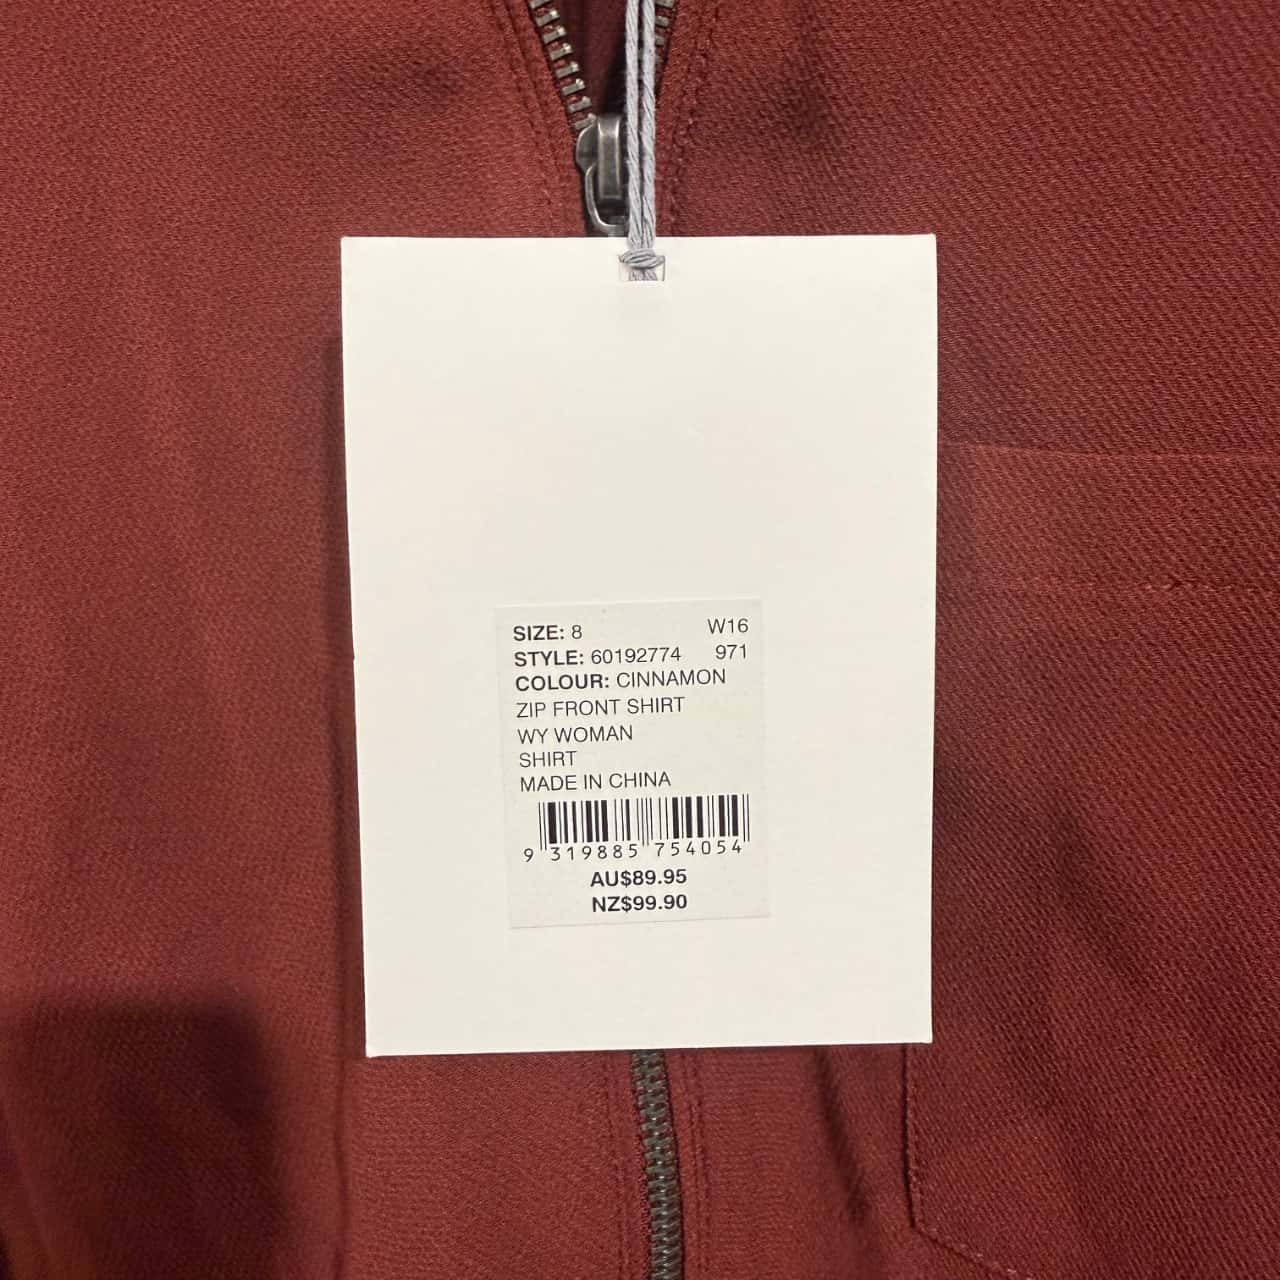 SIZE: 8 W16
STYLE: 60192774 971
COLOUR: CINNAMON
ZIP FRONT SHIRT
WY WOMAN
SHIRT
MADE IN CHINA
9 319885 754054
AU$89.95
NZ$99.90